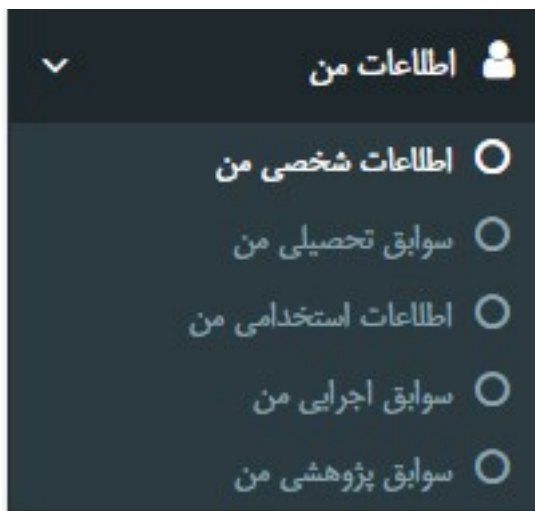 اطلاعات من
اطلاعات شخصی من
سوابق تحصیلی من
اطلاعات استخدامی من
سوابق اجرایی من
سوابق پژوهشی من